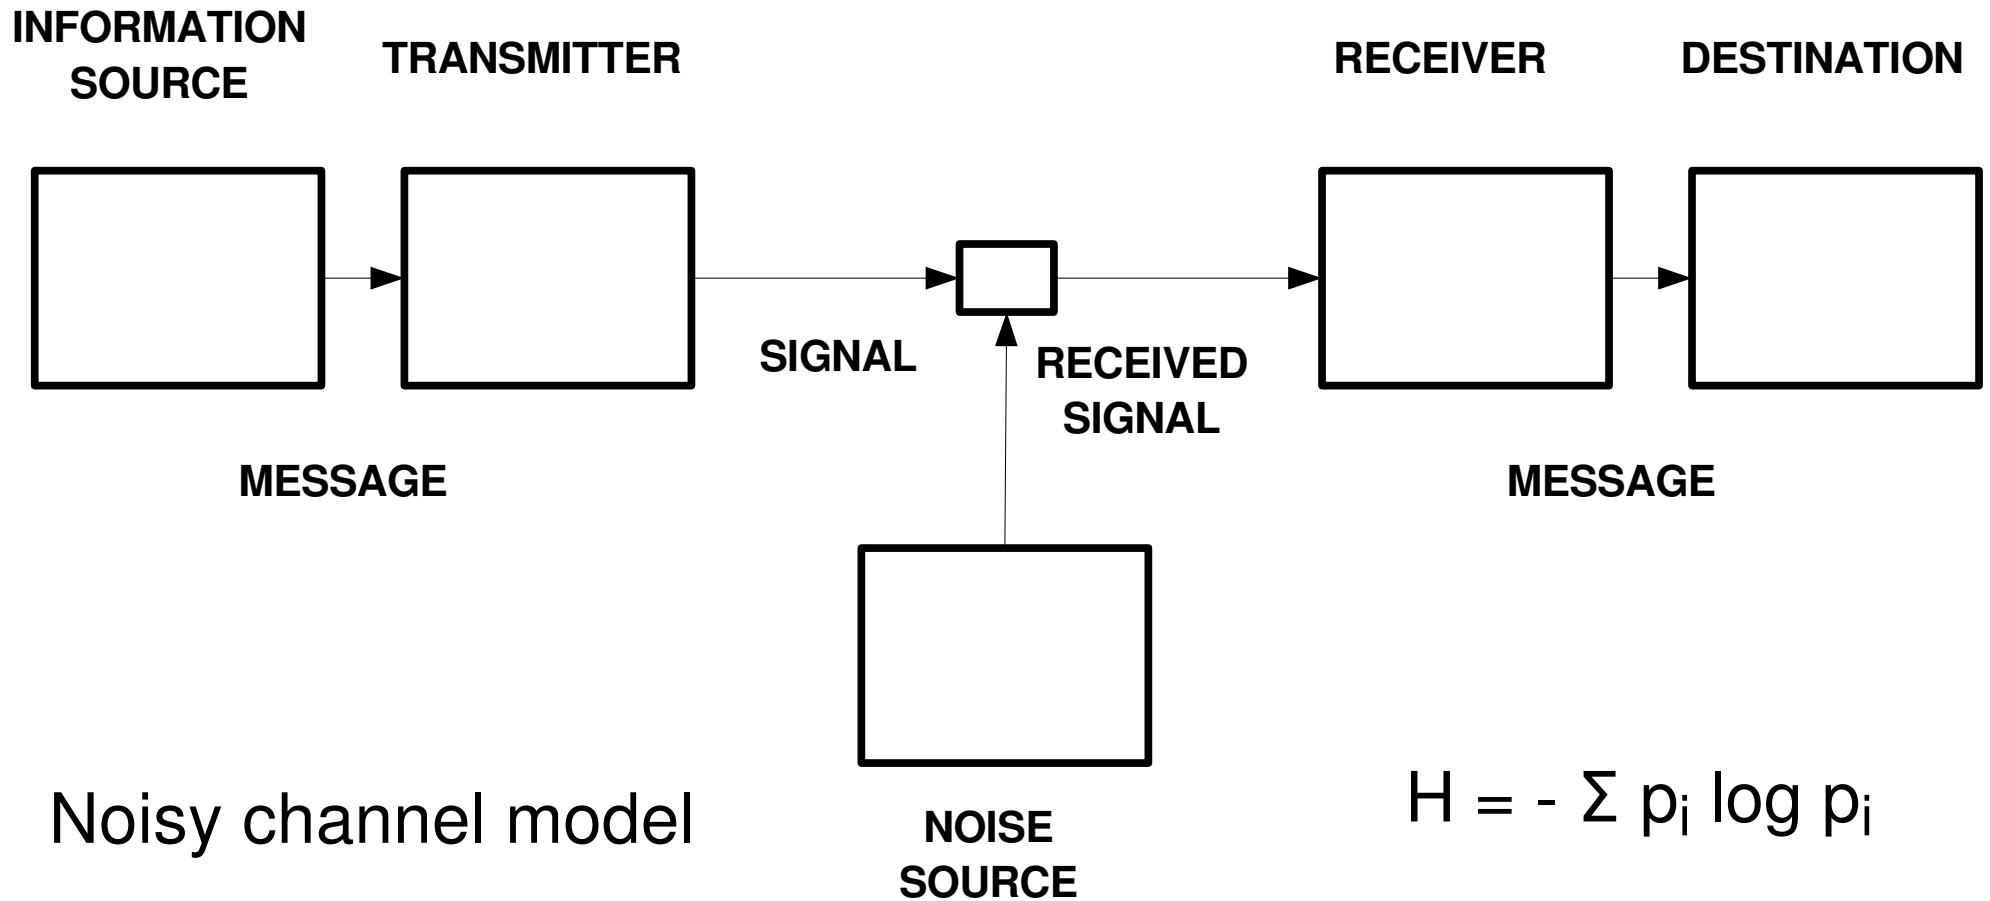 INFORMATION
SOURCE
TRANSMITTER
RECEIVER
DESTINATION
SIGNAL
RECEIVED
SIGNAL
MESSAGE
MESSAGE
NOISE
SOURCE
Noisy channel model
H = - Σ pᵢ log pᵢ